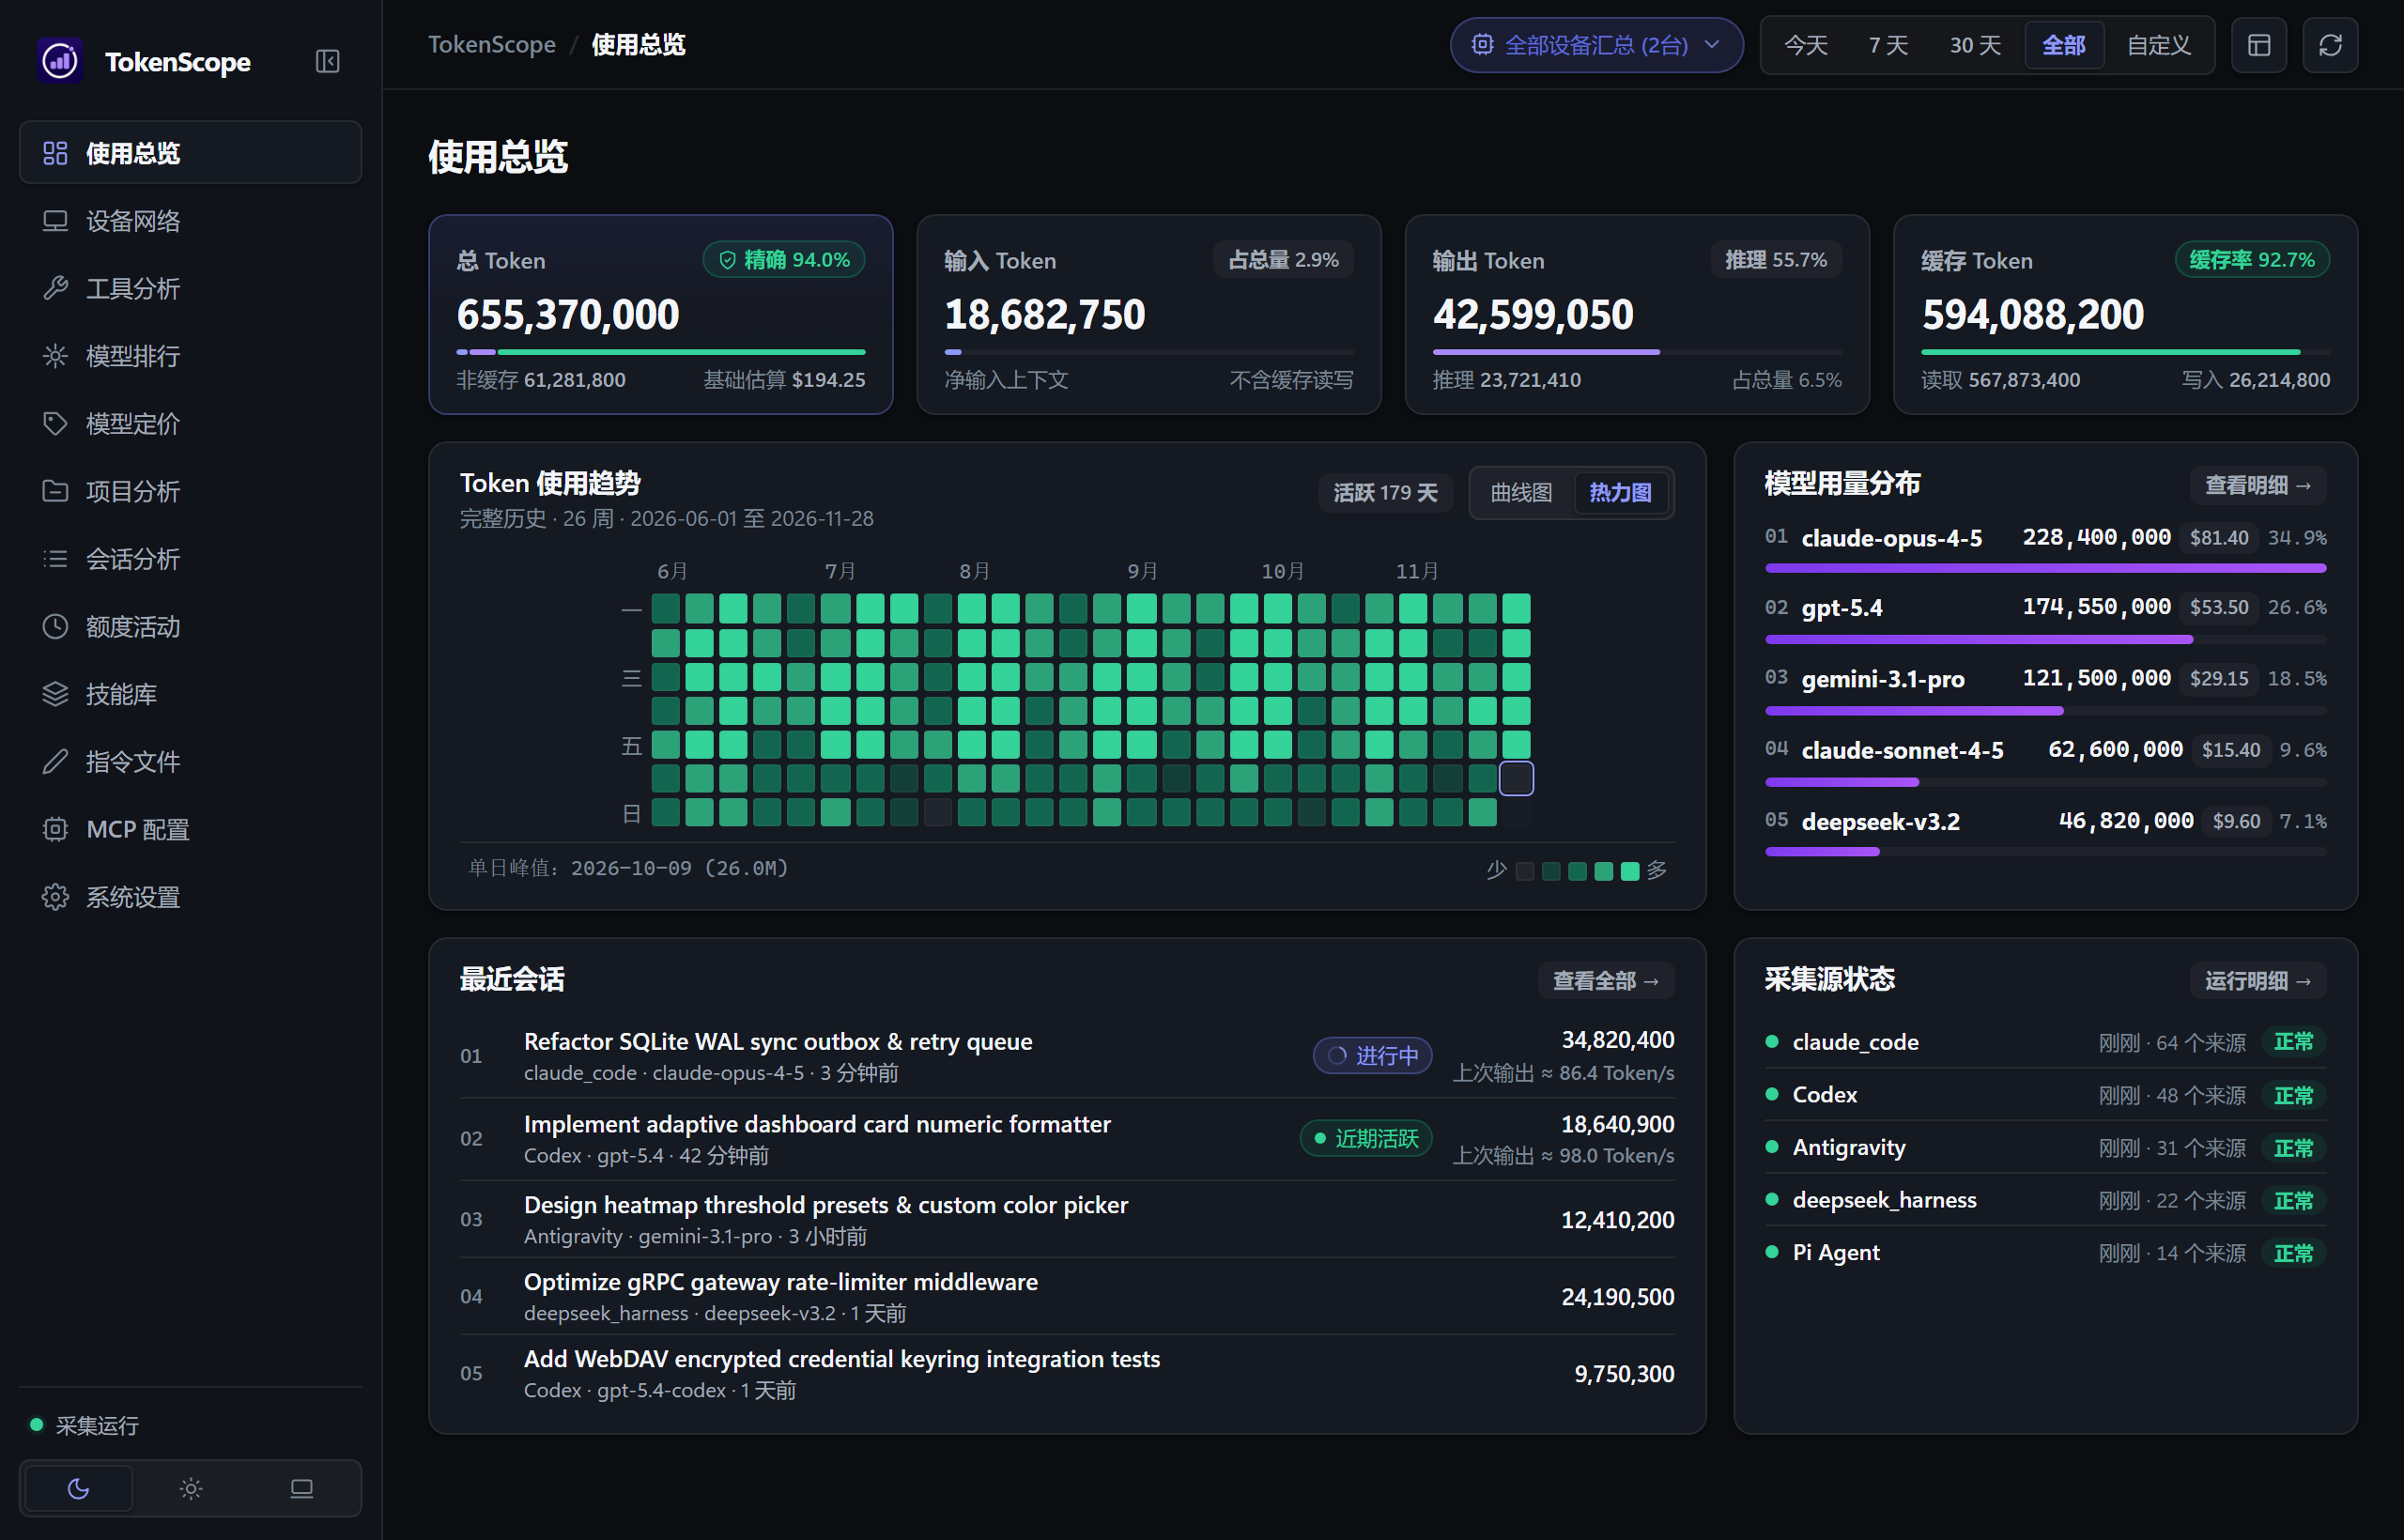 TokenScope
使用总览
设备网络
工具分析
模型排行
模型定价
项目分析
会话分析
额度活动
技能库
指令文件
MCP 配置
系统设置
采集运行
TokenScope / 使用总览
全部设备汇总 (2台)
今天 7 天 30 天 全部 自定义
使用总览
总 Token 精确 94.0%
655,370,000
非缓存 61,281,800 基础估算 $194.25
输入 Token 占总量 2.9%
18,682,750
净输入上下文 不含缓存读写
输出 Token 推理 55.7%
42,599,050
推理 23,721,410 占总量 6.5%
缓存 Token 缓存率 92.7%
594,088,200
读取 567,873,400 写入 26,214,800
Token 使用趋势
完整历史 · 26 周 · 2026-06-01 至 2026-11-28
活跃 179 天 曲线图 热力图
6月 7月 8月 9月 10月 11月
一
三
五
日
单日峰值: 2026-10-09 (26.0M)
少 多
模型用量分布 查看明细 →
01 claude-opus-4-5 228,400,000 $81.40 34.9%
02 gpt-5.4 174,550,000 $53.50 26.6%
03 gemini-3.1-pro 121,500,000 $29.15 18.5%
04 claude-sonnet-4-5 62,600,000 $15.40 9.6%
05 deepseek-v3.2 46,820,000 $9.60 7.1%
最近会话 查看全部 →
01 Refactor SQLite WAL sync outbox & retry queue 进行中 34,820,400
claude_code · claude-opus-4-5 · 3 分钟前 上次输出 ≈ 86.4 Token/s
02 Implement adaptive dashboard card numeric formatter 近期活跃 18,640,900
Codex · gpt-5.4 · 42 分钟前 上次输出 ≈ 98.0 Token/s
03 Design heatmap threshold presets & custom color picker 12,410,200
Antigravity · gemini-3.1-pro · 3 小时前
04 Optimize gRPC gateway rate-limiter middleware 24,190,500
deepseek_harness · deepseek-v3.2 · 1 天前
05 Add WebDAV encrypted credential keyring integration tests 9,750,300
Codex · gpt-5.4-codex · 1 天前
采集源状态 运行明细 →
claude_code 刚刚 · 64 个来源 正常
Codex 刚刚 · 48 个来源 正常
Antigravity 刚刚 · 31 个来源 正常
deepseek_harness 刚刚 · 22 个来源 正常
Pi Agent 刚刚 · 14 个来源 正常